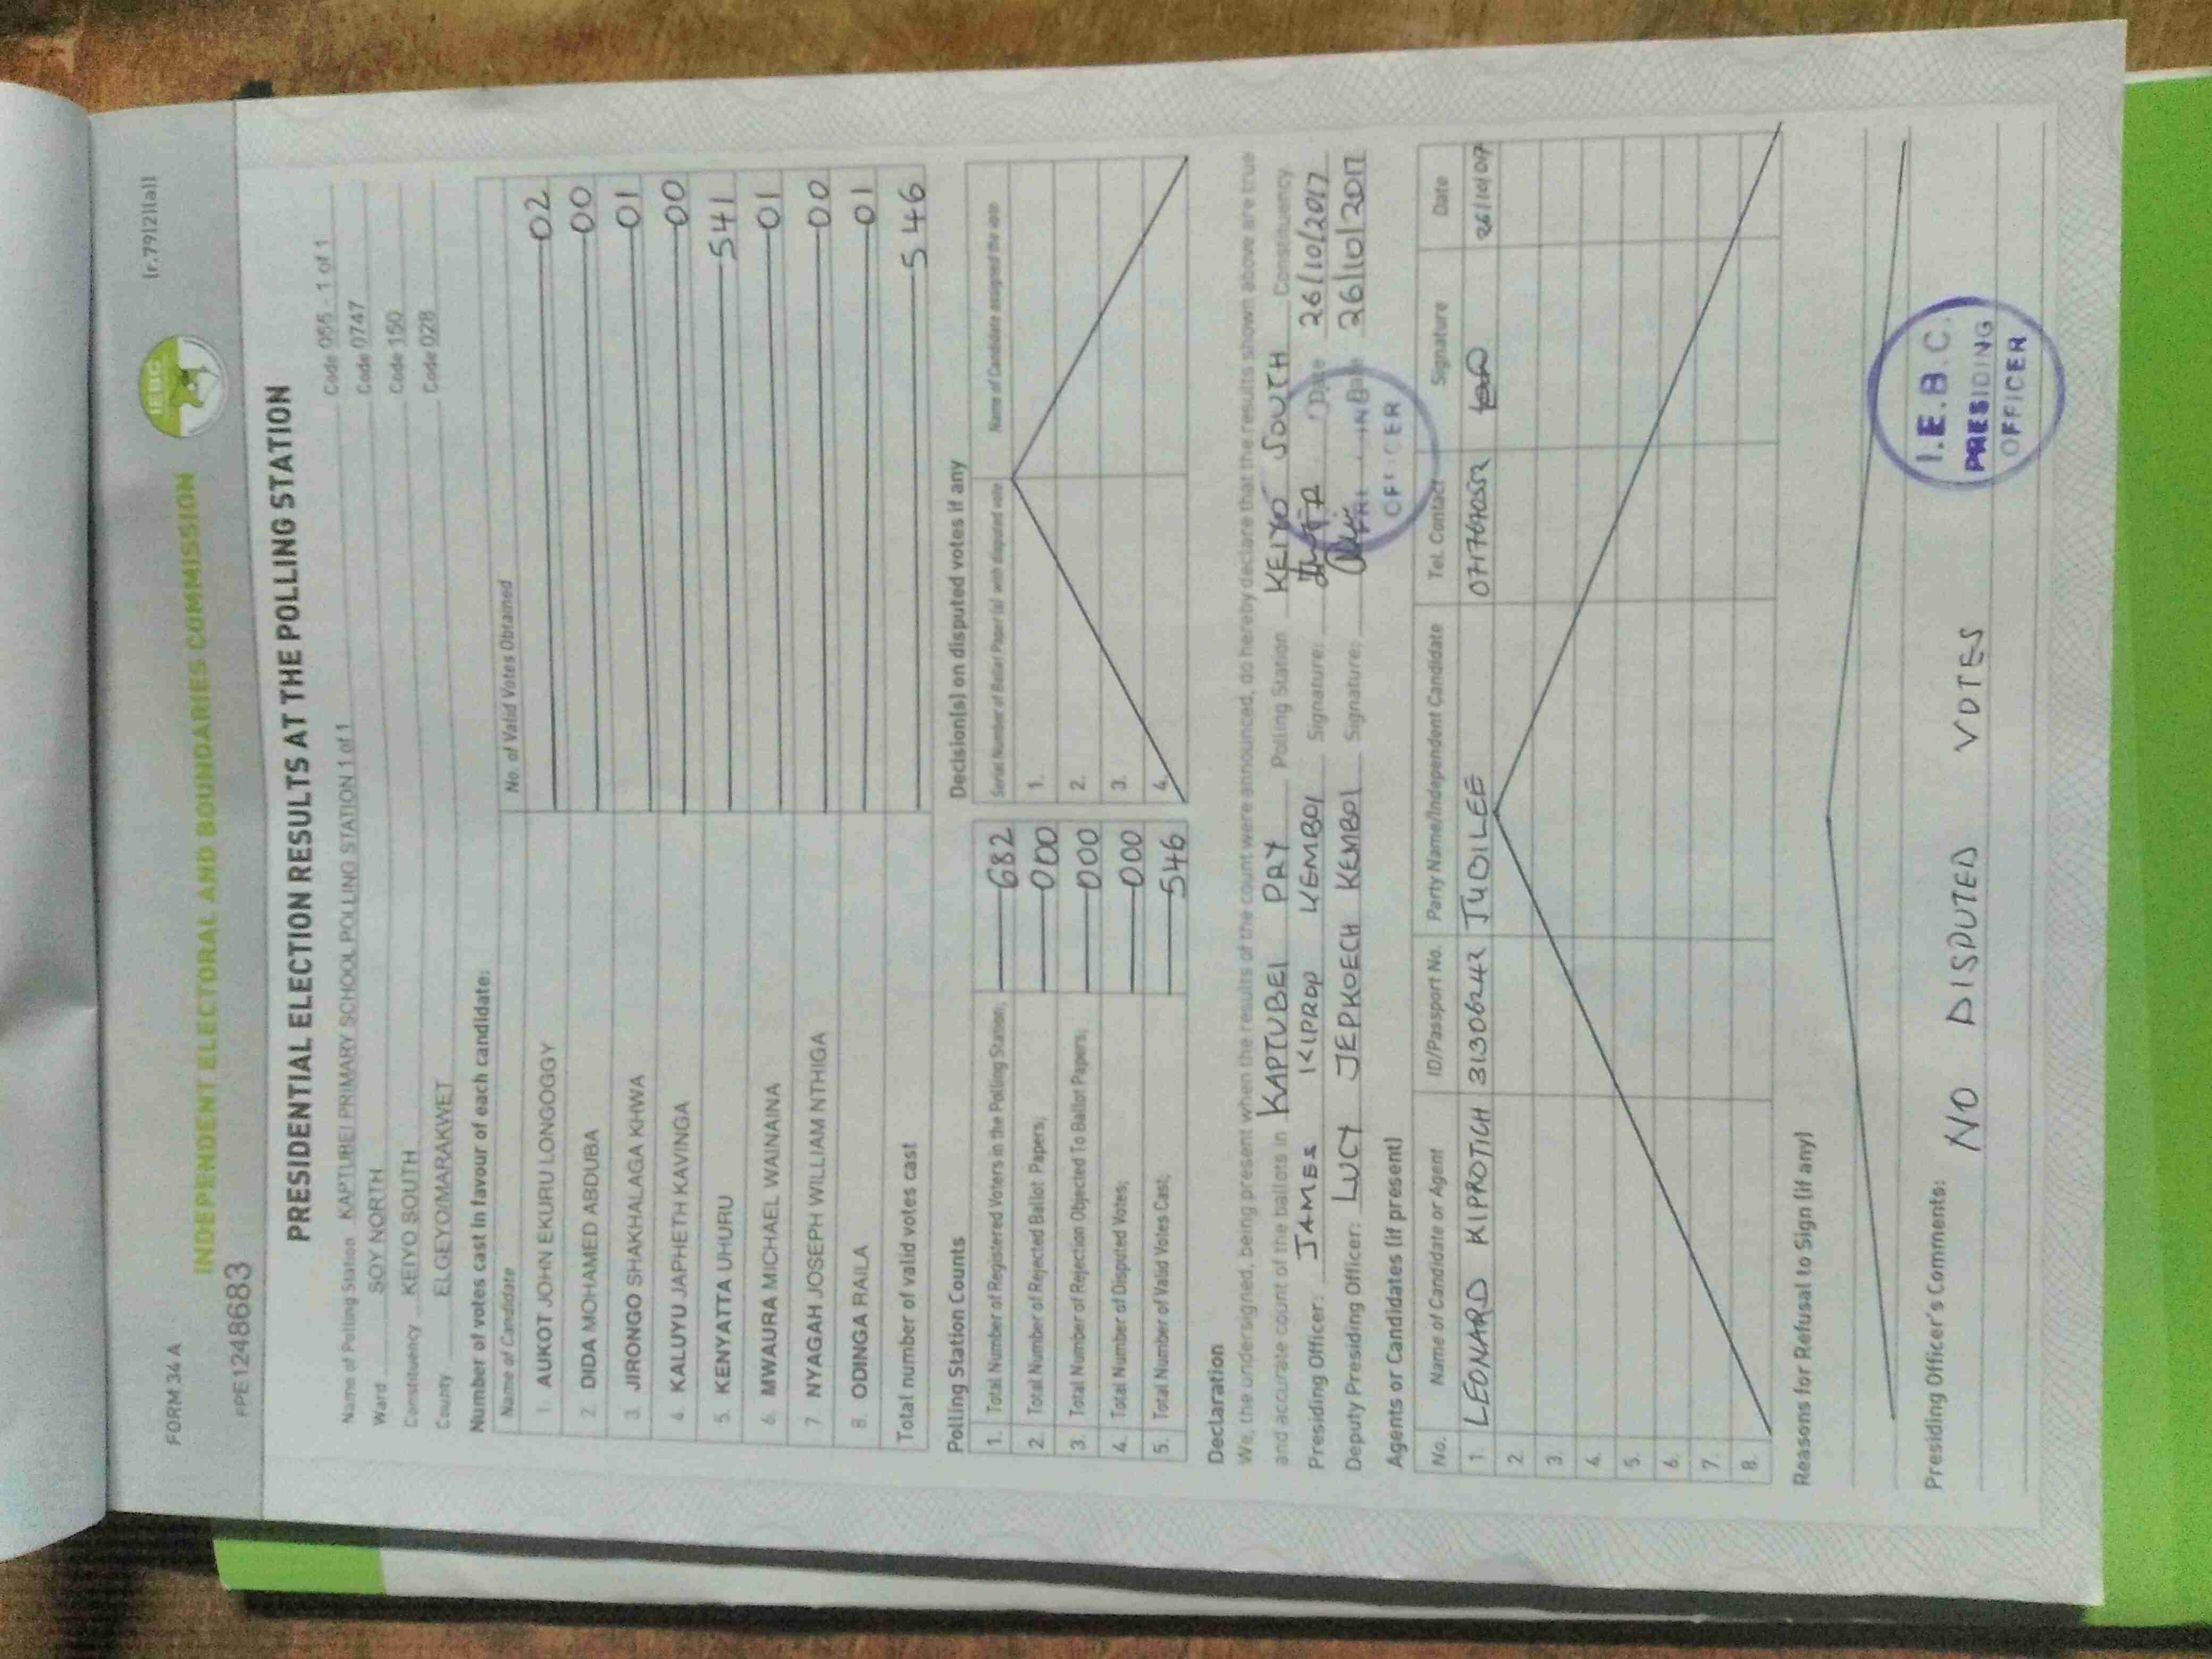 FORM 34 A
(r.79(2)(a))
IEBC
INDEPENDENT ELECTORAL AND BOUNDARIES COMMISSION
PPE1248683
PRESIDENTIAL ELECTION RESULTS AT THE POLLING STATION
Name of Polling Station KAPTUBEI PRIMARY SCHOOL POLLING STATION 1 of 1 Code 055 - 1 of 1
Ward SOY NORTH Code 0747
Constituency KEIYO SOUTH Code 150
County ELGEYO/MARAKWET Code 028
Number of votes cast in favour of each candidate:
Name of Candidate No. of Valid Votes Obtained
1. AUKOT JOHN EKURU LONGOGGY 02
2. DIDA MOHAMED ABDUBA 00
3. JIRONGO SHAKHALAGA KHWA 01
4. KALUYU JAPHETH KAVINGA 00
5. KENYATTA UHURU 541
6. MWAURA MICHAEL WAINAINA 01
7. NYAGAH JOSEPH WILLIAM NTHIGA 00
8. ODINGA RAILA 01
Total number of valid votes cast 546
Polling Station Counts
1. Total Number of Registered Voters in the Polling Station; 682
2. Total Number of Rejected Ballot Papers; 000
3. Total Number of Rejection Objected To Ballot Papers; 000
4. Total Number of Disputed Votes; 000
5. Total Number of Valid Votes Cast; 546
Decision(s) on disputed votes if any
Serial Number of Ballot Paper (s) with disputed vote Name of Candidate assigned the vote
1.
2.
3.
4.
Declaration
We, the undersigned, being present when the results of the count were announced, do hereby declare that the results shown above are true
and accurate count of the ballots in KAPTUBEI PRY Polling Station KEIYO SOUTH Constituency.
Presiding Officer: JAMES KIPROP KEMBOI Signature: Date 26/10/2017
Deputy Presiding Officer: LUCY JEPKOECH KEMBOI Signature: Date 26/10/2017
OFFICER
Agents or Candidates (if present)
No. Name of Candidate or Agent ID/Passport No. Party Name/Independent Candidate Tel. Contact Signature Date
1. LEONARD KIPROTICH 31306242 JUBILEE 0717670552
2.
3.
4.
5.
6.
7.
8.
Reasons for Refusal to Sign (if any)
Presiding Officer's Comments:
NO DISPUTED VOTES
I.E.B.C.
PRESIDING
OFFICER